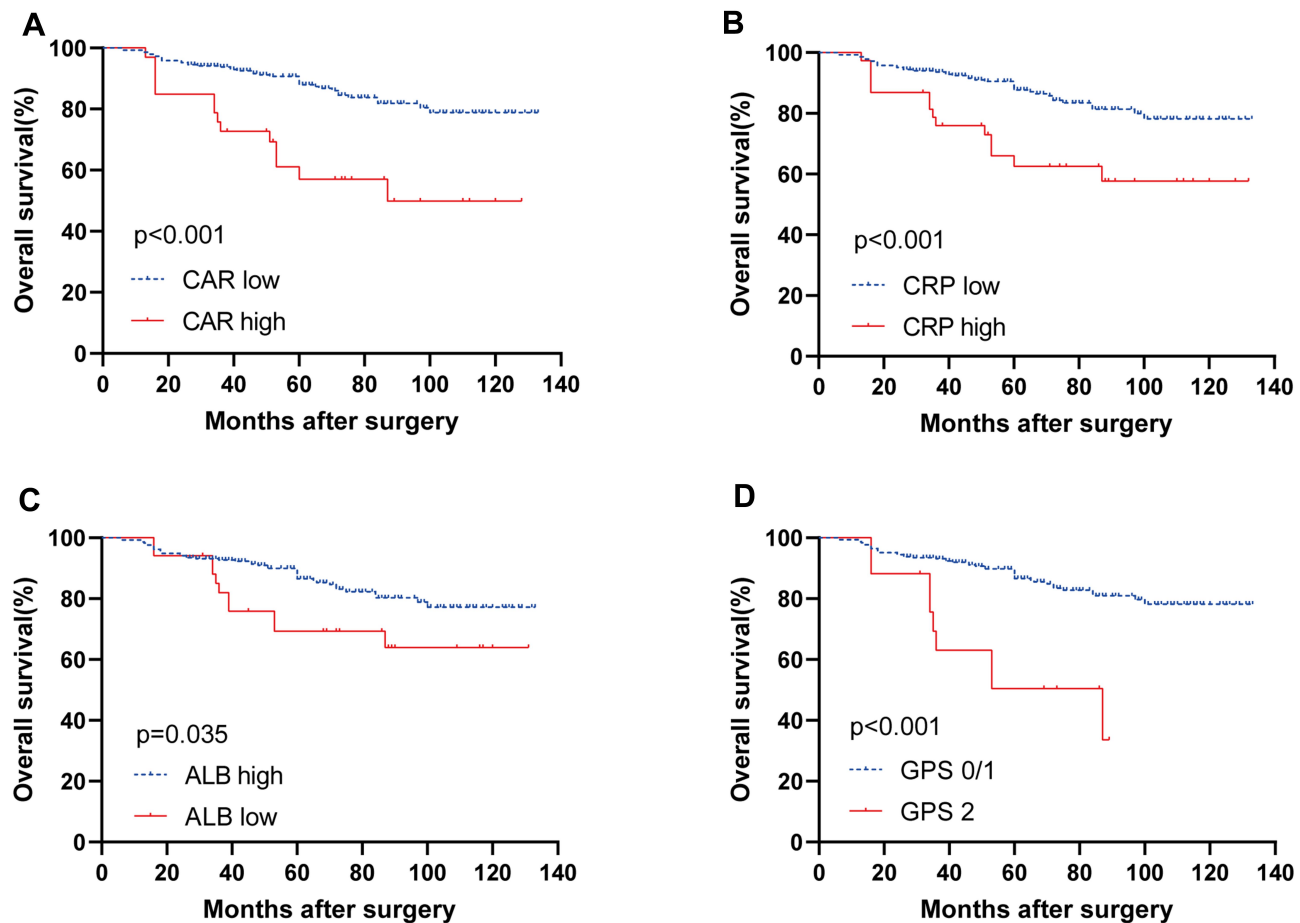 A
Overall survival(%)
100
80
60
40
20
0
p<0.001
CAR low
CAR high
0 20 40 60 80 100 120 140
Months after surgery
B
Overall survival(%)
100
80
60
40
20
0
p<0.001
CRP low
CRP high
0 20 40 60 80 100 120 140
Months after surgery
C
Overall survival(%)
100
80
60
40
20
0
p=0.035
ALB high
ALB low
0 20 40 60 80 100 120 140
Months after surgery
D
Overall survival(%)
100
80
60
40
20
0
p<0.001
GPS 0/1
GPS 2
0 20 40 60 80 100 120 140
Months after surgery